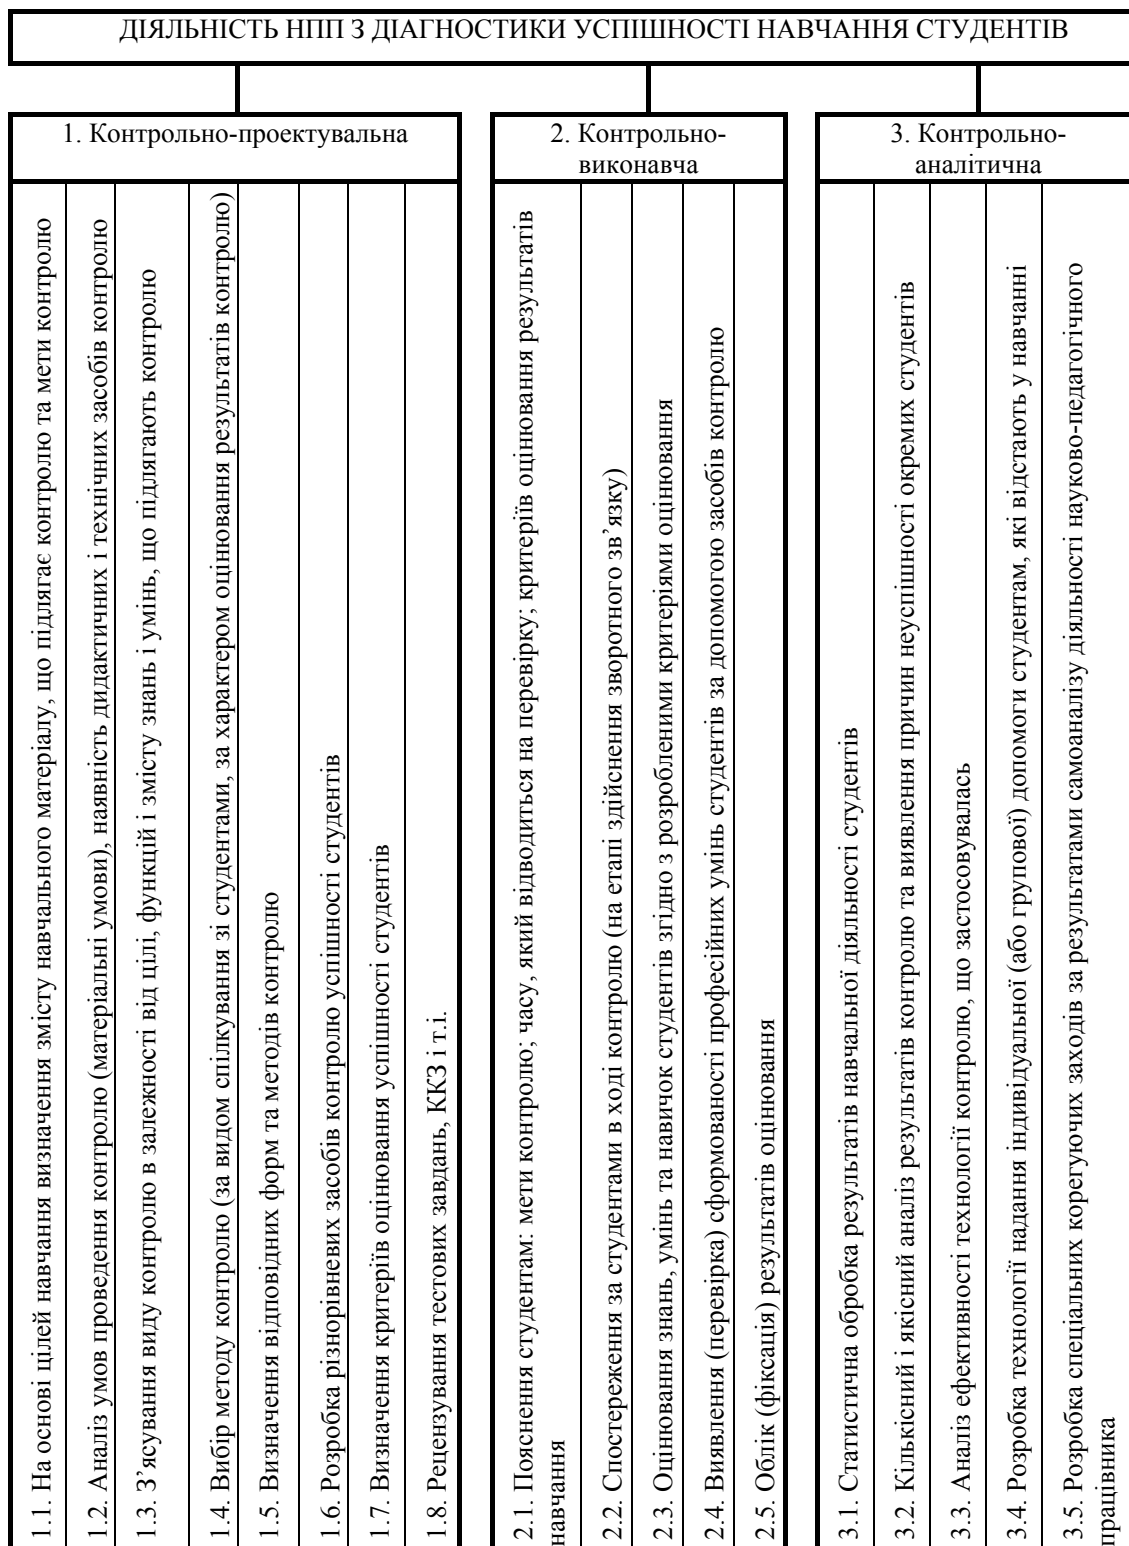 ДІЯЛЬНІСТЬ НПП З ДІАГНОСТИКИ УСПІШНОСТІ НАВЧАННЯ СТУДЕНТІВ
1. Контрольно-проектувальна
1.1. На основі цілей навчання визначення змісту навчального матеріалу, що підлягає контролю та мети контролю
1.2. Аналіз умов проведення контролю (матеріальні умови), наявність дидактичних і технічних засобів контролю
1.3. З’ясування виду контролю в залежності від цілі, функцій і змісту знань і умінь, що підлягають контролю
1.4. Вибір методу контролю (за видом спілкування зі студентами, за характером оцінювання результатів контролю)
1.5. Визначення відповідних форм та методів контролю
1.6. Розробка різнорівневих засобів контролю успішності студентів
1.7. Визначення критеріїв оцінювання успішності студентів
1.8. Рецензування тестових завдань, ККЗ і т.і.
2. Контрольно-
виконавча
2.1. Пояснення студентам: мети контролю; часу, який відводиться на перевірку; критеріїв оцінювання результатів
навчання
2.2. Спостереження за студентами в ході контролю (на етапі здійснення зворотного зв’язку)
2.3. Оцінювання знань, умінь та навичок студентів згідно з розробленими критеріями оцінювання
2.4. Виявлення (перевірка) сформованості професійних умінь студентів за допомогою засобів контролю
2.5. Облік (фіксація) результатів оцінювання
3. Контрольно-
аналітична
3.1. Статистична обробка результатів навчальної діяльності студентів
3.2. Кількісний і якісний аналіз результатів контролю та виявлення причин неуспішності окремих студентів
3.3. Аналіз ефективності технології контролю, що застосовувалась
3.4. Розробка технології надання індивідуальної (або групової) допомоги студентам, які відстають у навчанні
3.5. Розробка спеціальних корегуючих заходів за результатами самоаналізу діяльності науково-педагогічного
працівника